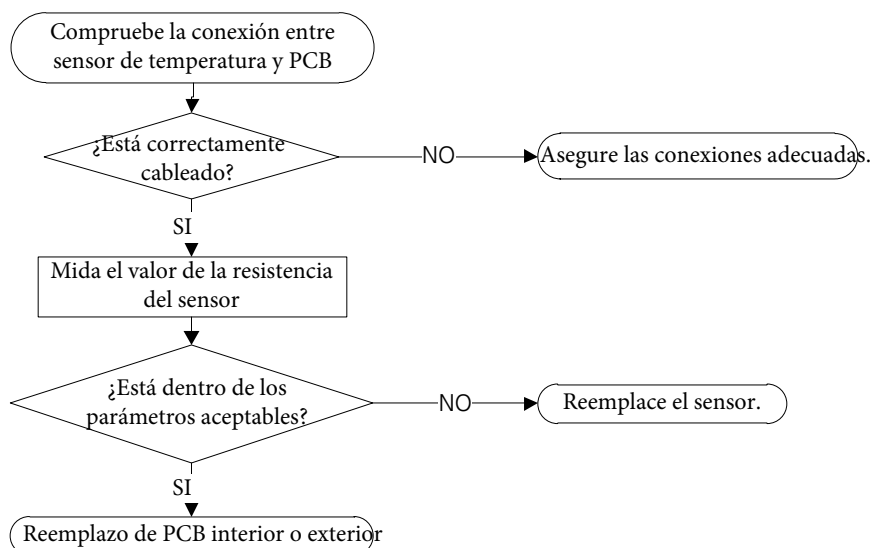 Compruebe la conexión entre
sensor de temperatura y PCB
¿Está correctamente
cableado?
NO
Asegure las conexiones adecuadas.
SI
Mida el valor de la resistencia
del sensor
¿Está dentro de los
parámetros aceptables?
NO
Reemplace el sensor.
SI
Reemplazo de PCB interior o exterior